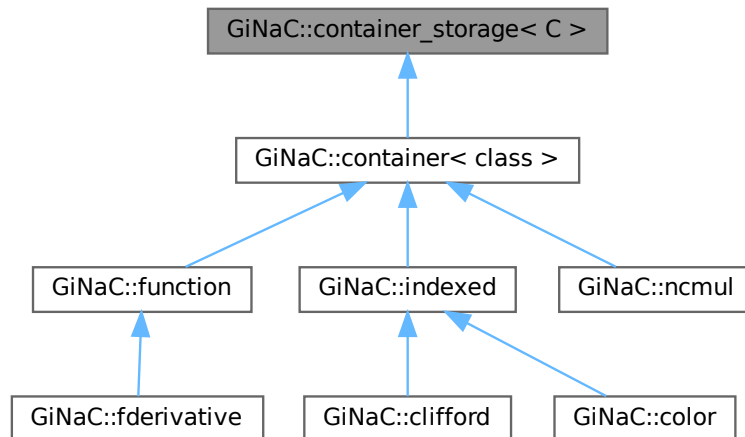 GiNaC::container_storage< C >
GiNaC::container< class >
GiNaC::function
GiNaC::indexed
GiNaC::ncmul
GiNaC::fderivative
GiNaC::clifford
GiNaC::color